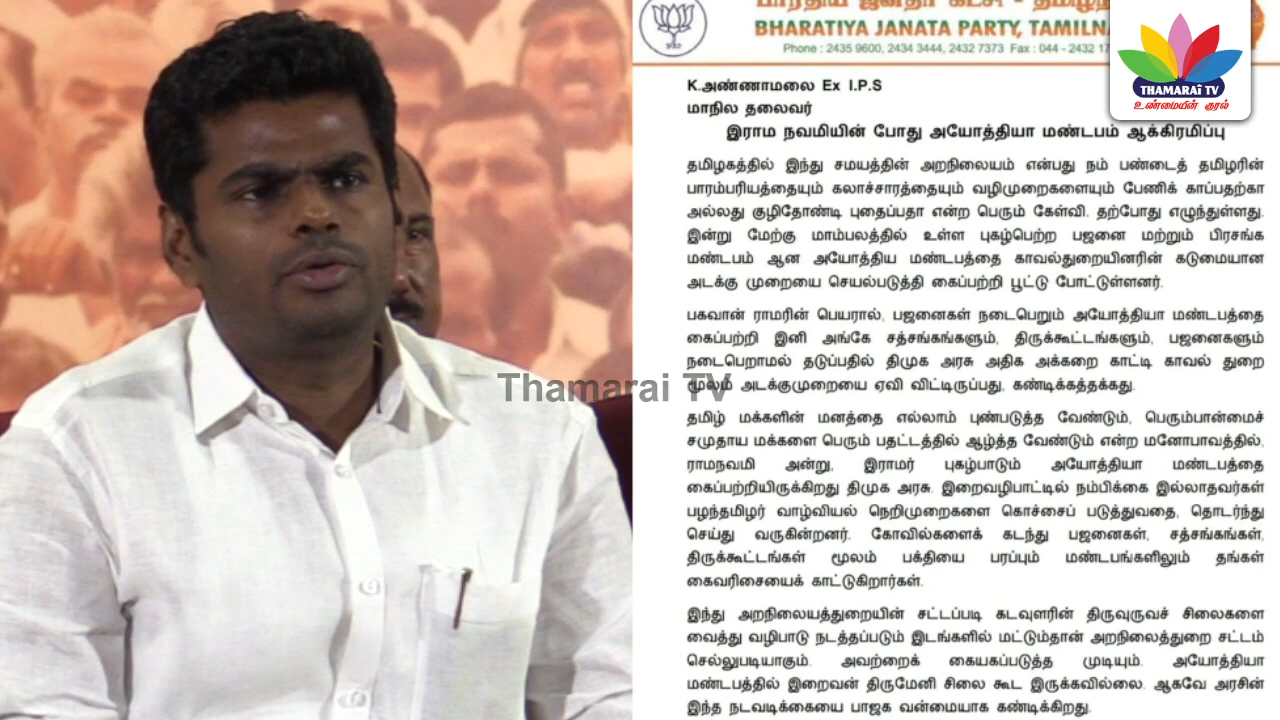 BHARATIYA JANATA PARTY,
Phone : 2435 9600, 2434 3444, 2432 7373 Fax : 044 - 2432
THAMARAI TV
உண்மையின் குரல்
K.அண்ணாமலை Ex I.P.S
மாநில தலைவர்
இராம நவமியின் போது அயோத்தியா மண்டபம் ஆக்கிரமிப்பு
தமிழகத்தில் இந்து சமயத்தின் அறநிலையம் என்பது நம் பண்டைத் தமிழரின்
பாரம்பரியத்தையும் கலாச்சாரத்தையும் வழிமுறைகளையும் பேணிக் காப்பதற்கா
அல்லது குழிதோண்டி புதைப்பதா என்ற பெரும் கேள்வி. தற்போது எழுந்துள்ளது.
இன்று மேற்கு மாம்பலத்தில் உள்ள புகழ்பெற்ற பஜனை மற்றும் பிரசங்க
மண்டபம் ஆன அயோத்திய மண்டபத்தை காவல்துறையினரின் கடுமையான
அடக்கு முறையை செயல்படுத்தி கைப்பற்றி பூட்டு போட்டுள்ளனர்.
பகவான் ராமரின் பெயரால், பஜனைகள் நடைபெறும் அயோத்தியா மண்டபத்தை
கைப்பற்றி இனி அங்கே சத்சங்கங்களும், திருக்கூட்டங்களும், பஜனைகளும்
நடைபெறாமல் தடுப்பதில் திமுக அரசு அதிக அக்கறை காட்டி காவல் துறை
மூலம் அடக்குமுறையை ஏவி விட்டிருப்பது, கண்டிக்கத்தக்கது.
Thamarai TV
தமிழ் மக்களின் மனத்தை எல்லாம் புண்படுத்த வேண்டும், பெரும்பான்மைச்
சமுதாய மக்களை பெரும் பதட்டத்தில் ஆழ்த்த வேண்டும் என்ற மனோபாவத்தில்,
ராமநவமி அன்று, இராமர் புகழ்பாடும் அயோத்தியா மண்டபத்தை
கைப்பற்றியிருக்கிறது திமுக அரசு. இறைவழிபாட்டில் நம்பிக்கை இல்லாதவர்கள்
பழந்தமிழர் வாழ்வியல் நெறிமுறைகளை கொச்சைப் படுத்துவதை, தொடர்ந்து
செய்து வருகின்றனர். கோவில்களைக் கடந்து பஜனைகள், சத்சங்கங்கள்,
திருக்கூட்டங்கள் மூலம் பக்தியை பரப்பும் மண்டபங்களிலும் தங்கள்
கைவரிசையைக் காட்டுகிறார்கள்.
இந்து அறநிலையத்துறையின் சட்டப்படி கடவுளரின் திருவுருவச் சிலைகளை
வைத்து வழிபாடு நடத்தப்படும் இடங்களில் மட்டும்தான் அறநிலைத்துறை சட்டம்
செல்லுபடியாகும். அவற்றைக் கையகப்படுத்த முடியும். அயோத்தியா
மண்டபத்தில் இறைவன் திருமேனி சிலை கூட இருக்கவில்லை. ஆகவே அரசின்
இந்த நடவடிக்கையை பாஜக வன்மையாக கண்டிக்கிறது.